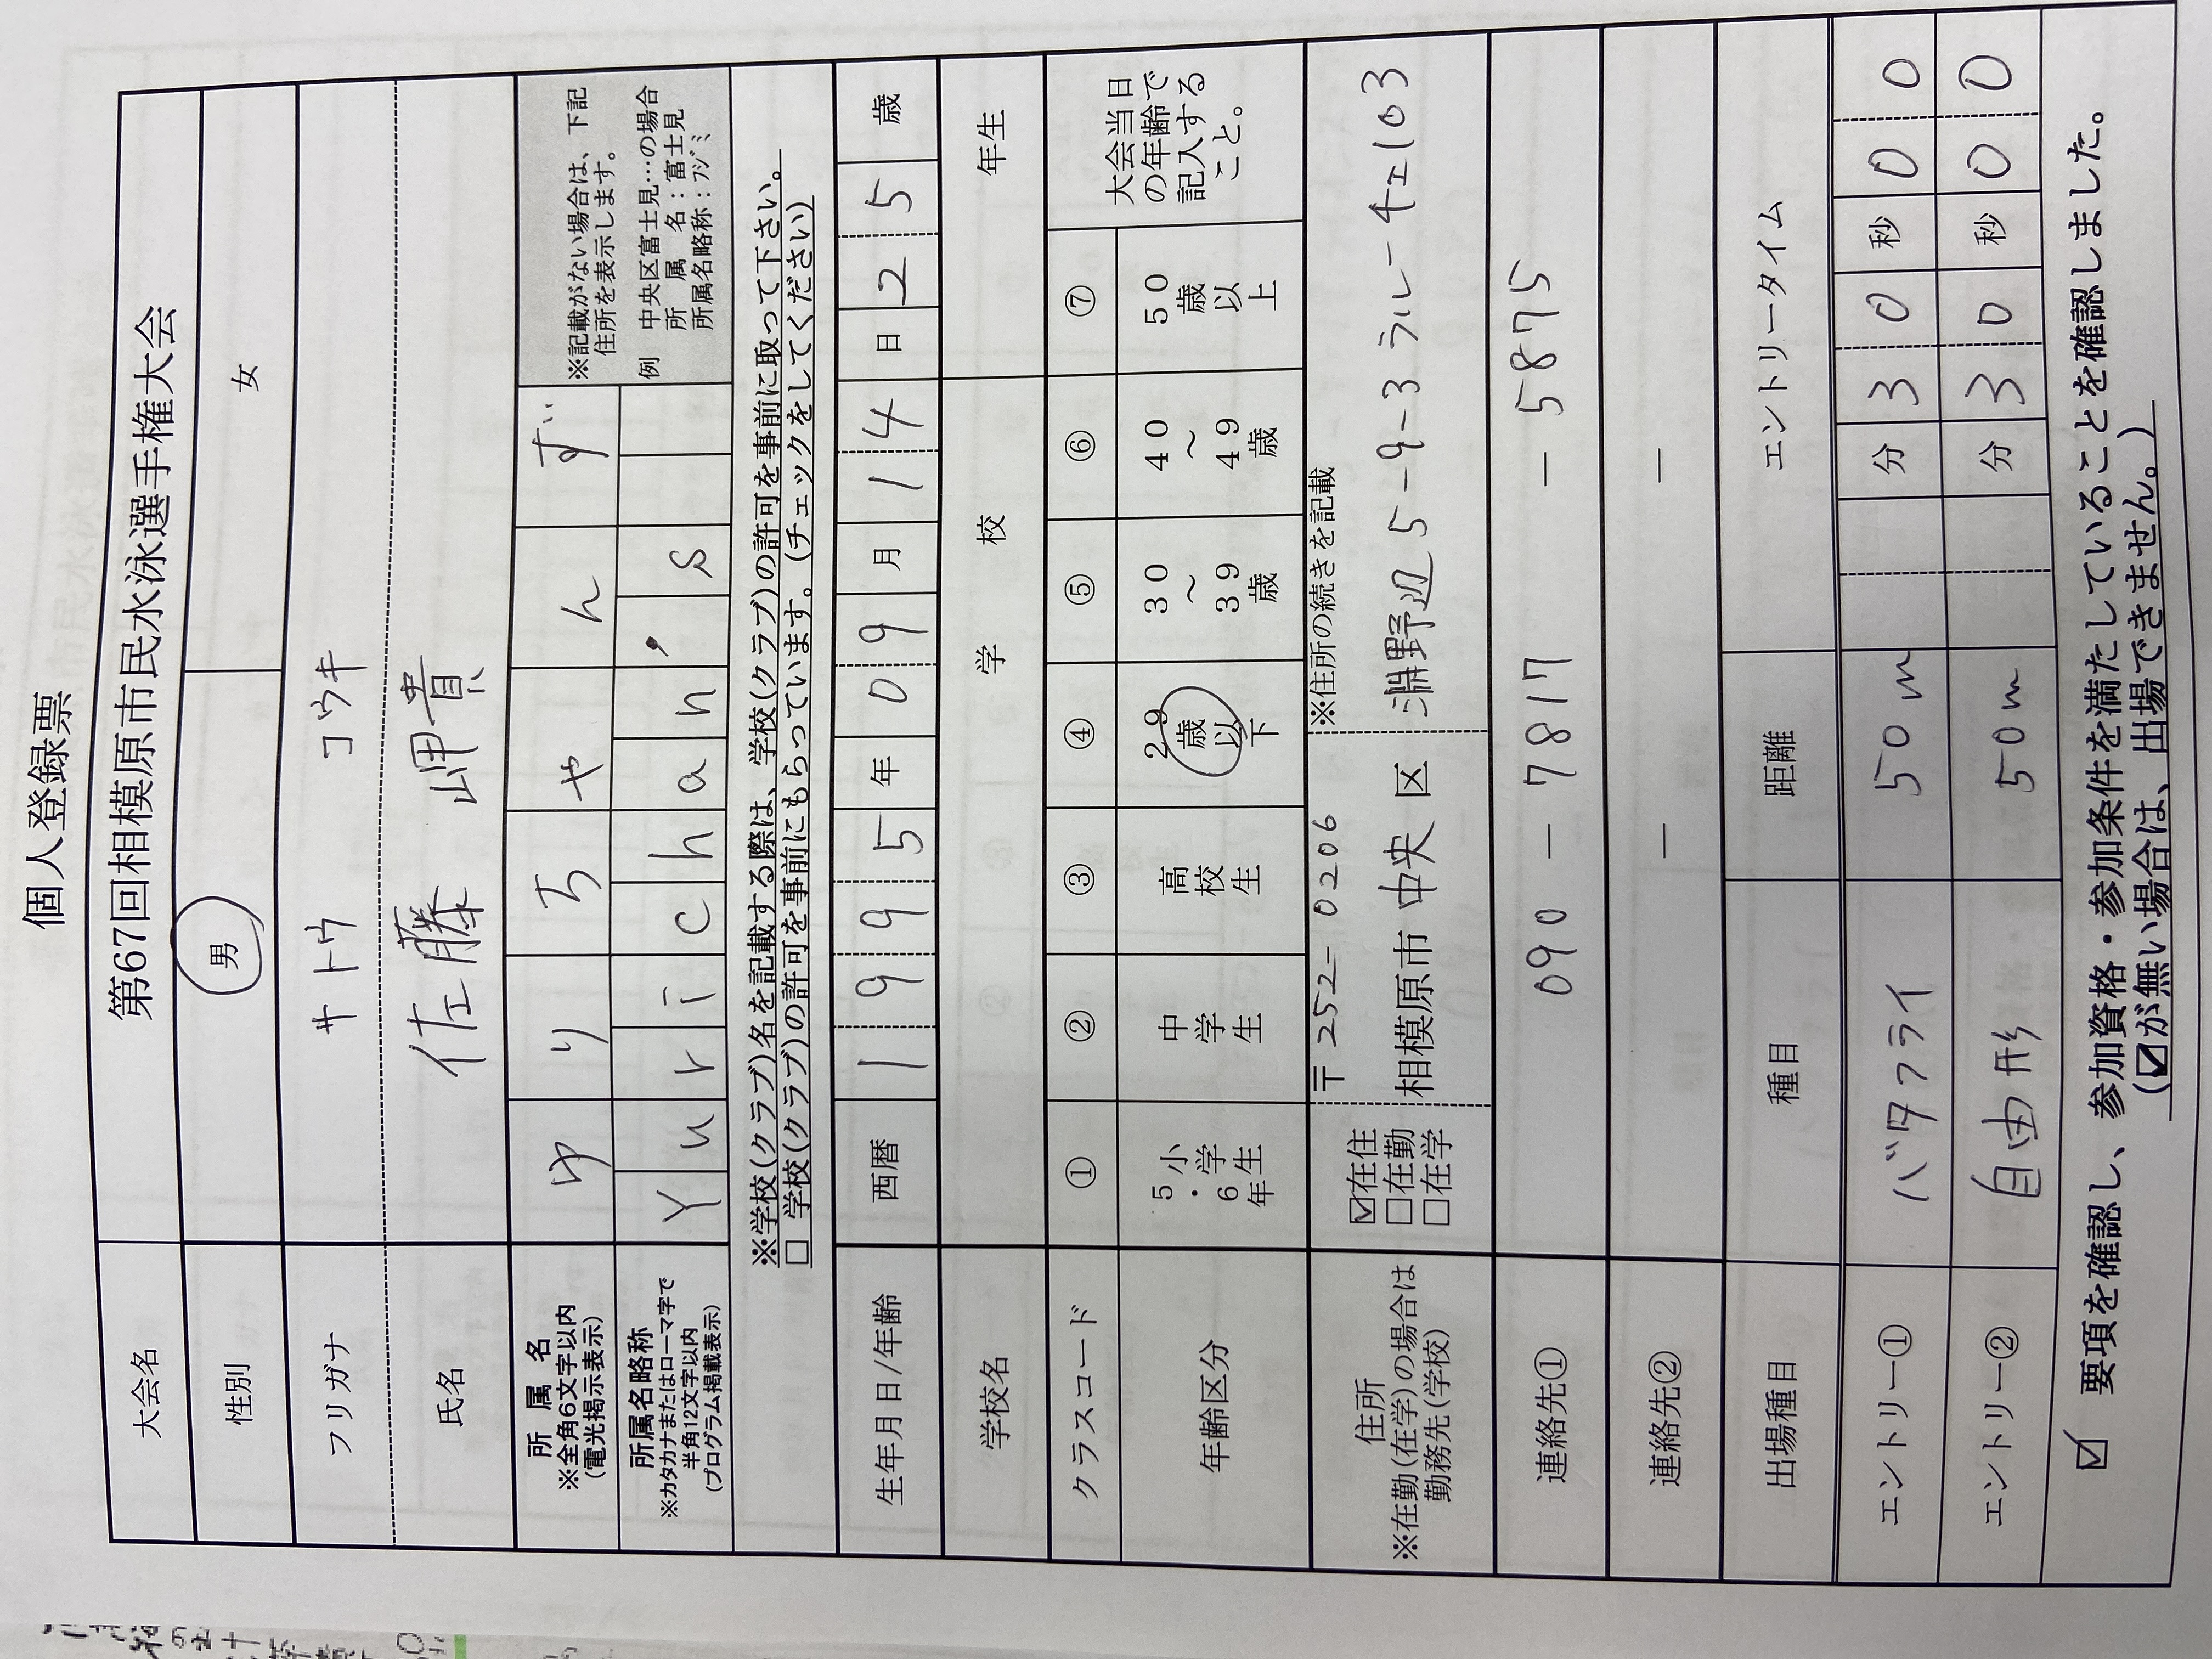 個人登録票
大会名 第67回相模原市民水泳選手権大会
性別 男 女
フリガナ サトウ コウキ
氏名 佐藤 岬貴
所属名 ※全角6文字以内 (電光掲示表示) ゆりちゃんず
※記載がない場合は、下記住所を表示します。
例 中央区富士見…の場合
所属名：富士見
所属名略称：ﾌｼﾞﾐ
所属名略称 ※カタカナまたはローマ字で半角12文字以内 (プログラム掲載表示) Yurichan's
※学校(クラブ)名を記載する際は、学校(クラブ)の許可を事前に取って下さい。
□ 学校(クラブ)の許可を事前にもらっています。(チェックをしてください)
生年月日/年齢 西暦 1995年09月14日 25歳
学校名 学校 年生
クラスコード ① ② ③ ④ ⑤ ⑥ ⑦
年齢区分 小学生5・6年 中学生 高校生 29歳以下 30～39歳 40～49歳 50歳以上
大会当日の年齢で記入すること。
住所
※在勤(在学)の場合は勤務先(学校)
☑在住
□在勤
□在学
〒252-0206
相模原市 中央 区
※住所の続きを記載
淵野辺5-9-3 ラルーチェ103
連絡先① 090－7817－5875
連絡先② － －
出場種目 種目 距離 エントリータイム
エントリー① バタフライ 50m 分30秒00
エントリー② 自由形 50m 分30秒00
☑ 要項を確認し、参加資格・参加条件を満たしていることを確認しました。
(☑が無い場合は、出場できません。)